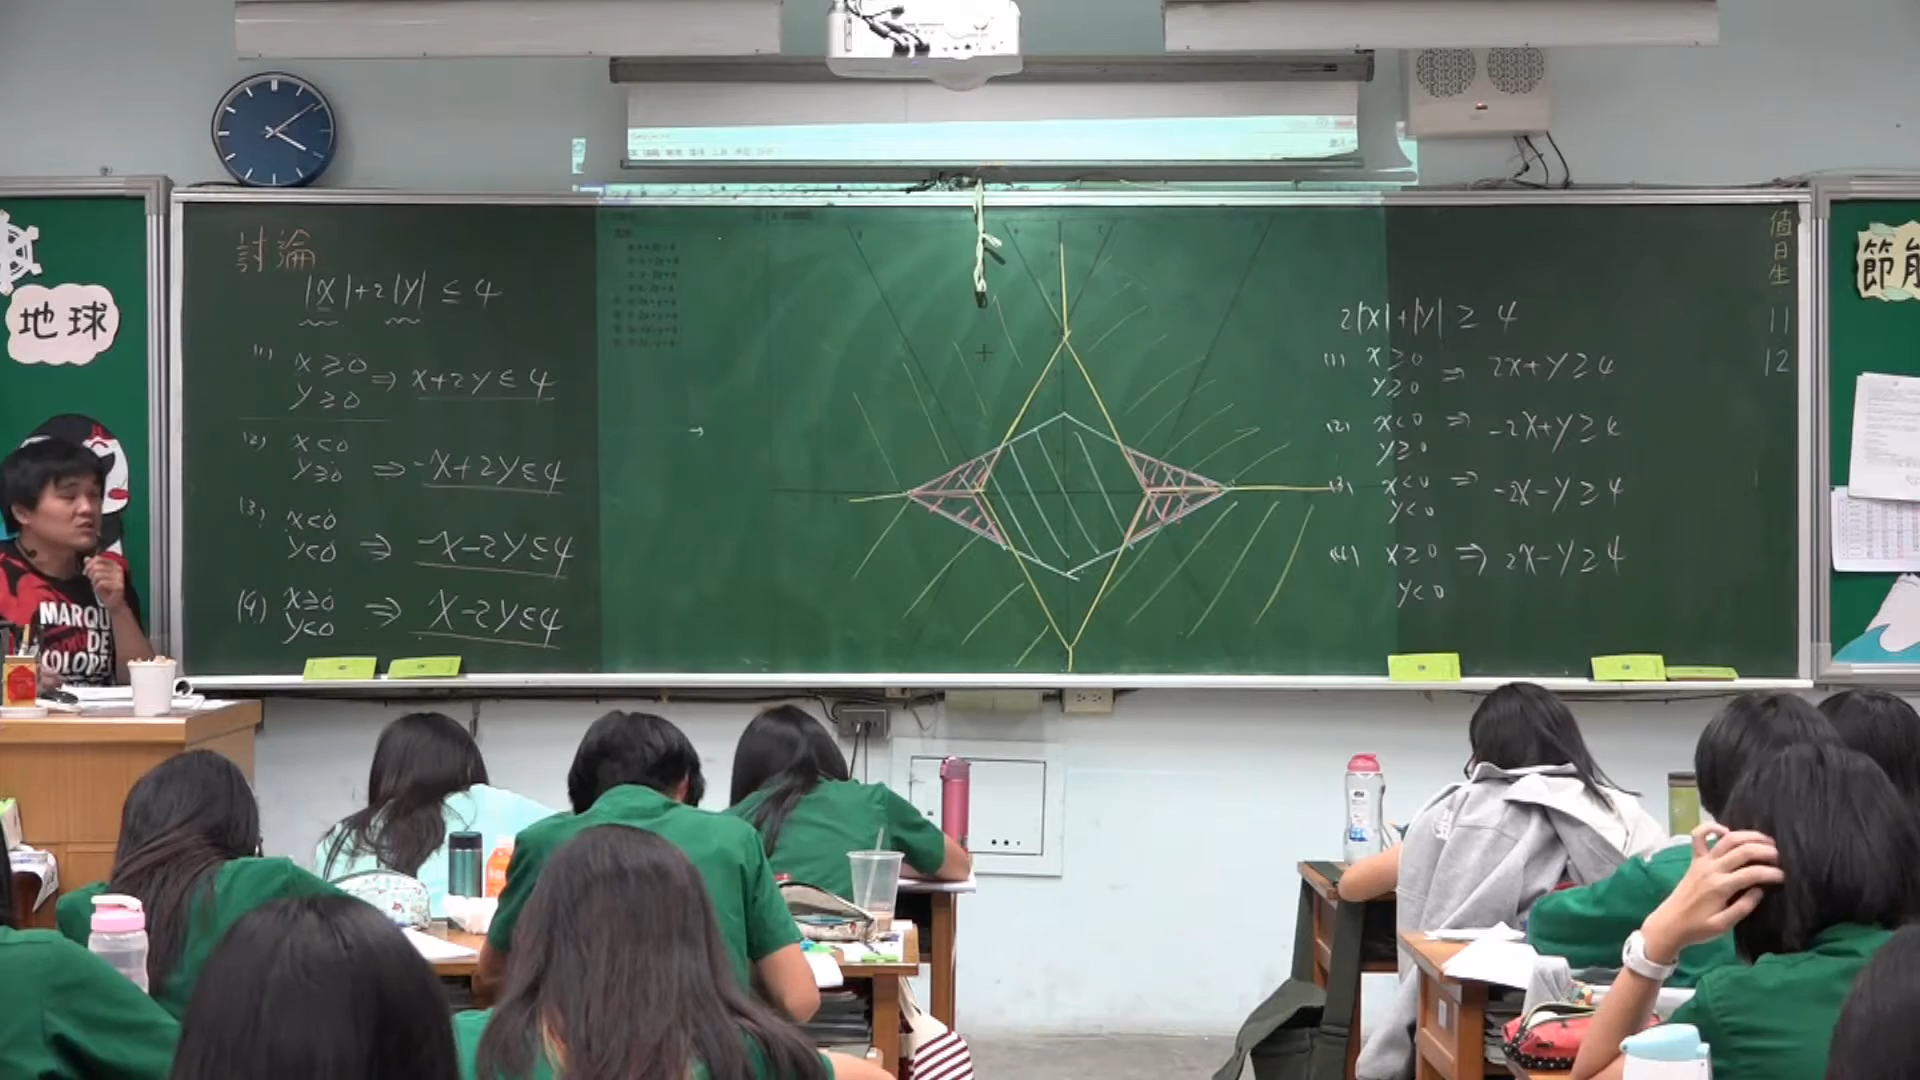 地球
討論
|x|+2|y| ≤ 4
(1) x≥0
y≥0 ⇒ x+2y≤4
(2) x<0
y≥0 ⇒ -x+2y≤4
(3) x<0
y<0 ⇒ -x-2y≤4
(4) x≥0
y<0 ⇒ x-2y≤4
→
2|x|+|y| ≥ 4
(1) x≥0
y≥0 ⇒ 2x+y≥4
(2) x<0 ⇒ -2x+y≥4
y≥0
(3) x<0 ⇒ -2x-y≥4
y<0
(4) x≥0 ⇒ 2x-y≥4
y<0
值日生
11
12
節
MARQU
DE
COLORE